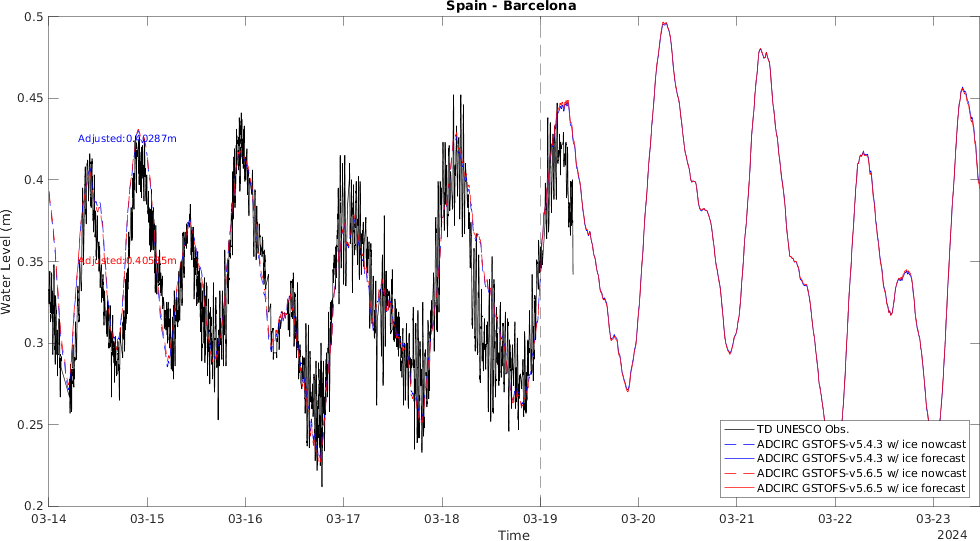 Spain - Barcelona
0.5
0.45
0.4
0.35
0.3
0.25
0.2
Water Level (m)
Adjusted:0.40287m
TD UNESCO Obs.
ADCIRC GSTOFS-v5.4.3 w/ ice nowcast
ADCIRC GSTOFS-v5.4.3 w/ ice forecast
ADCIRC GSTOFS-v5.6.5 w/ ice nowcast
ADCIRC GSTOFS-v5.6.5 w/ ice forecast
03-14 03-15 03-16 03-17 03-18 03-19 03-20 03-21 03-22 03-23
Time
2024